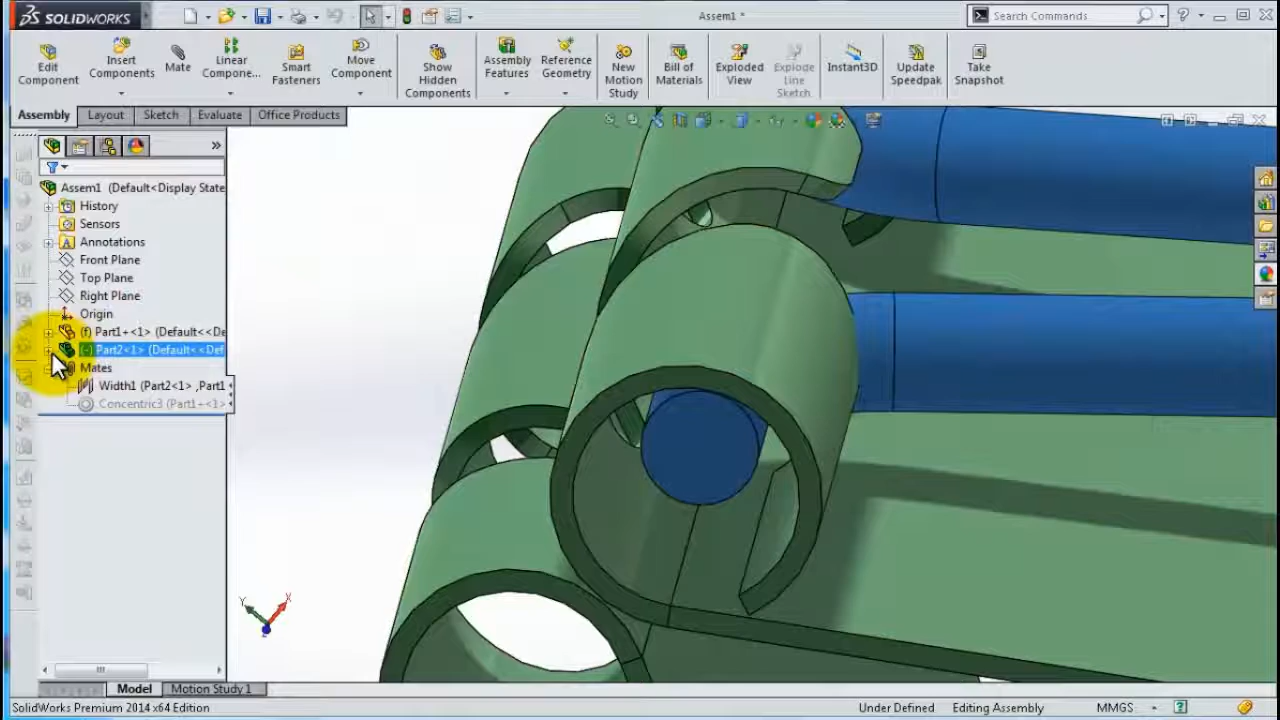 SOLIDWORKS
Assem1 *
Search Commands
Edit Component
Insert Components
Mate
Linear Compone...
Smart Fasteners
Move Component
Show Hidden Components
Assembly Features
Reference Geometry
New Motion Study
Bill of Materials
Exploded View
Explode Line Sketch
Instant3D
Update Speedpak
Take Snapshot
Assembly
Layout
Sketch
Evaluate
Office Products
Assem1 (Default<Display State
History
Sensors
Annotations
Front Plane
Top Plane
Right Plane
Origin
(f) Part1+<1> (Default<<De
(-) Part2<1> (Default<<Def
Mates
Width1 (Part2<1> ,Part1
Concentric3 (Part1+<1>
Y
X
Model
Motion Study 1
SolidWorks Premium 2014 x64 Edition
Under Defined
Editing Assembly
MMGS